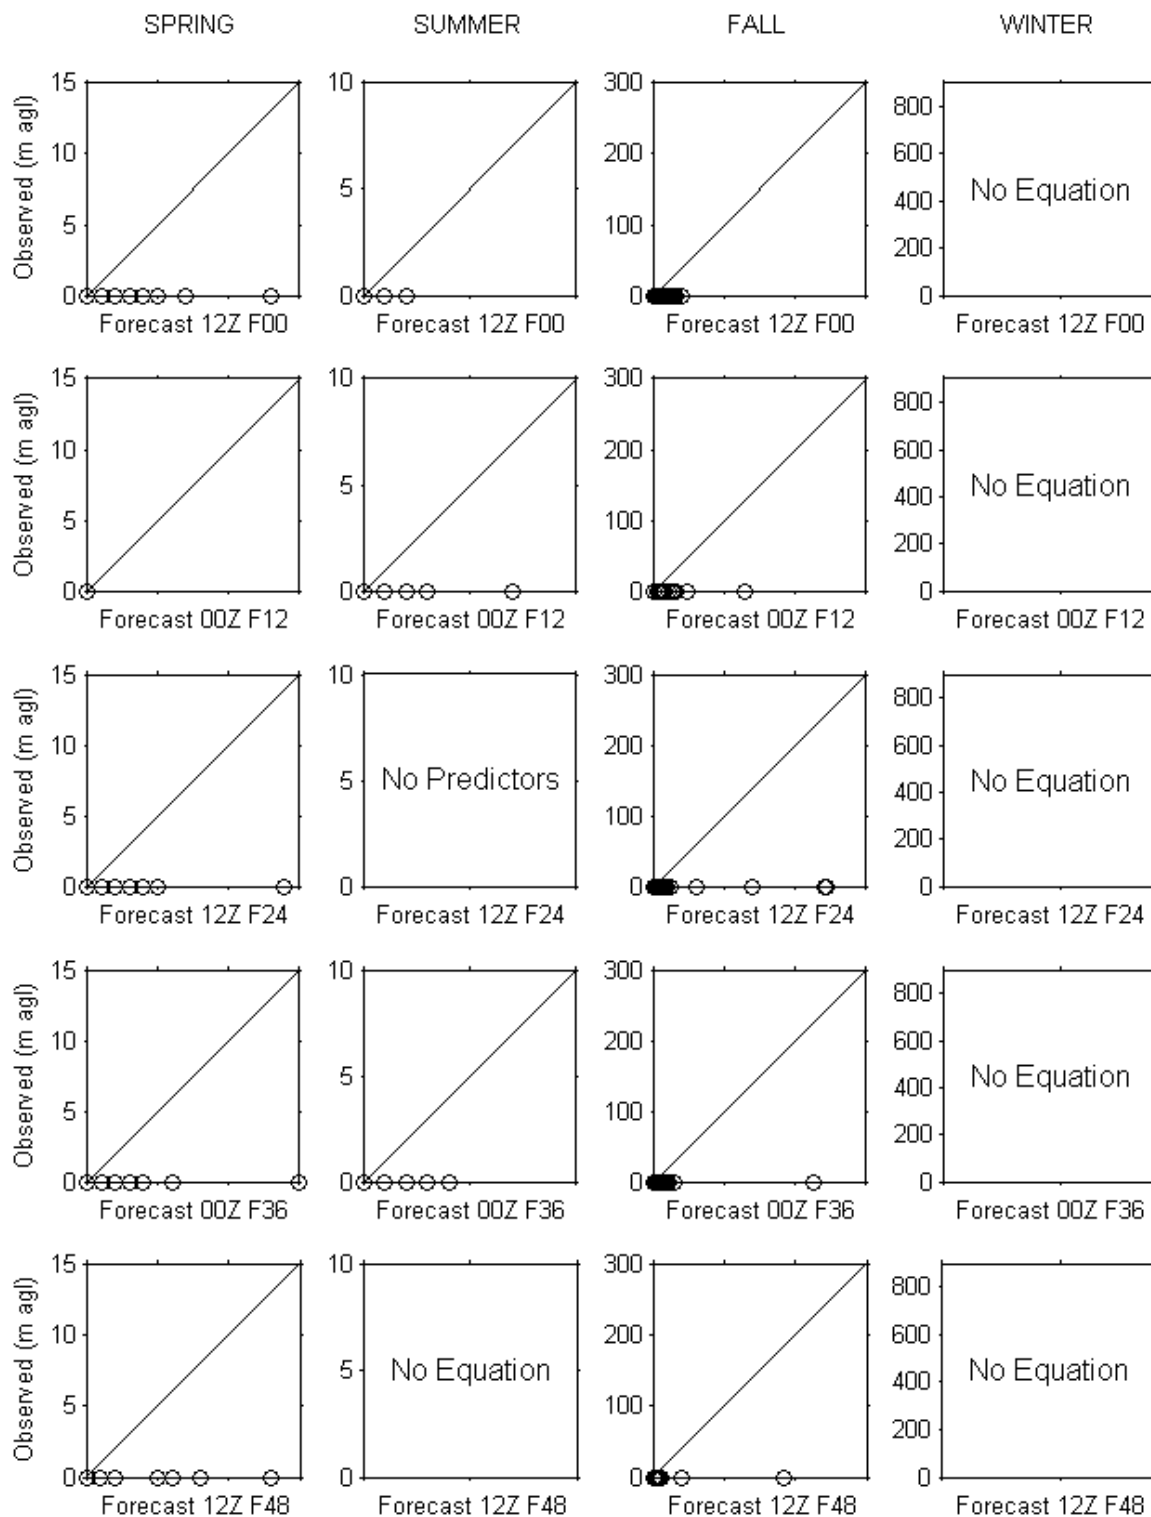 SPRING SUMMER FALL WINTER
15 10 300 800
10 5 200 600
5 0 100 400
0 0 200
0
Observed (m agl)
No Equation
Forecast 12Z F00 Forecast 12Z F00 Forecast 12Z F00 Forecast 12Z F00
15 10 300 800
10 5 200 600
5 0 100 400
0 0 200
0
Observed (m agl)
No Equation
Forecast 00Z F12 Forecast 00Z F12 Forecast 00Z F12 Forecast 00Z F12
15 10 300 800
10 5 200 600
5 0 100 400
0 0 200
0
Observed (m agl)
No Predictors No Equation
Forecast 12Z F24 Forecast 12Z F24 Forecast 12Z F24 Forecast 12Z F24
15 10 300 800
10 5 200 600
5 0 100 400
0 0 200
0
Observed (m agl)
No Equation
Forecast 00Z F36 Forecast 00Z F36 Forecast 00Z F36 Forecast 00Z F36
15 10 300 800
10 5 200 600
5 0 100 400
0 0 200
0
Observed (m agl)
No Equation No Equation
Forecast 12Z F48 Forecast 12Z F48 Forecast 12Z F48 Forecast 12Z F48